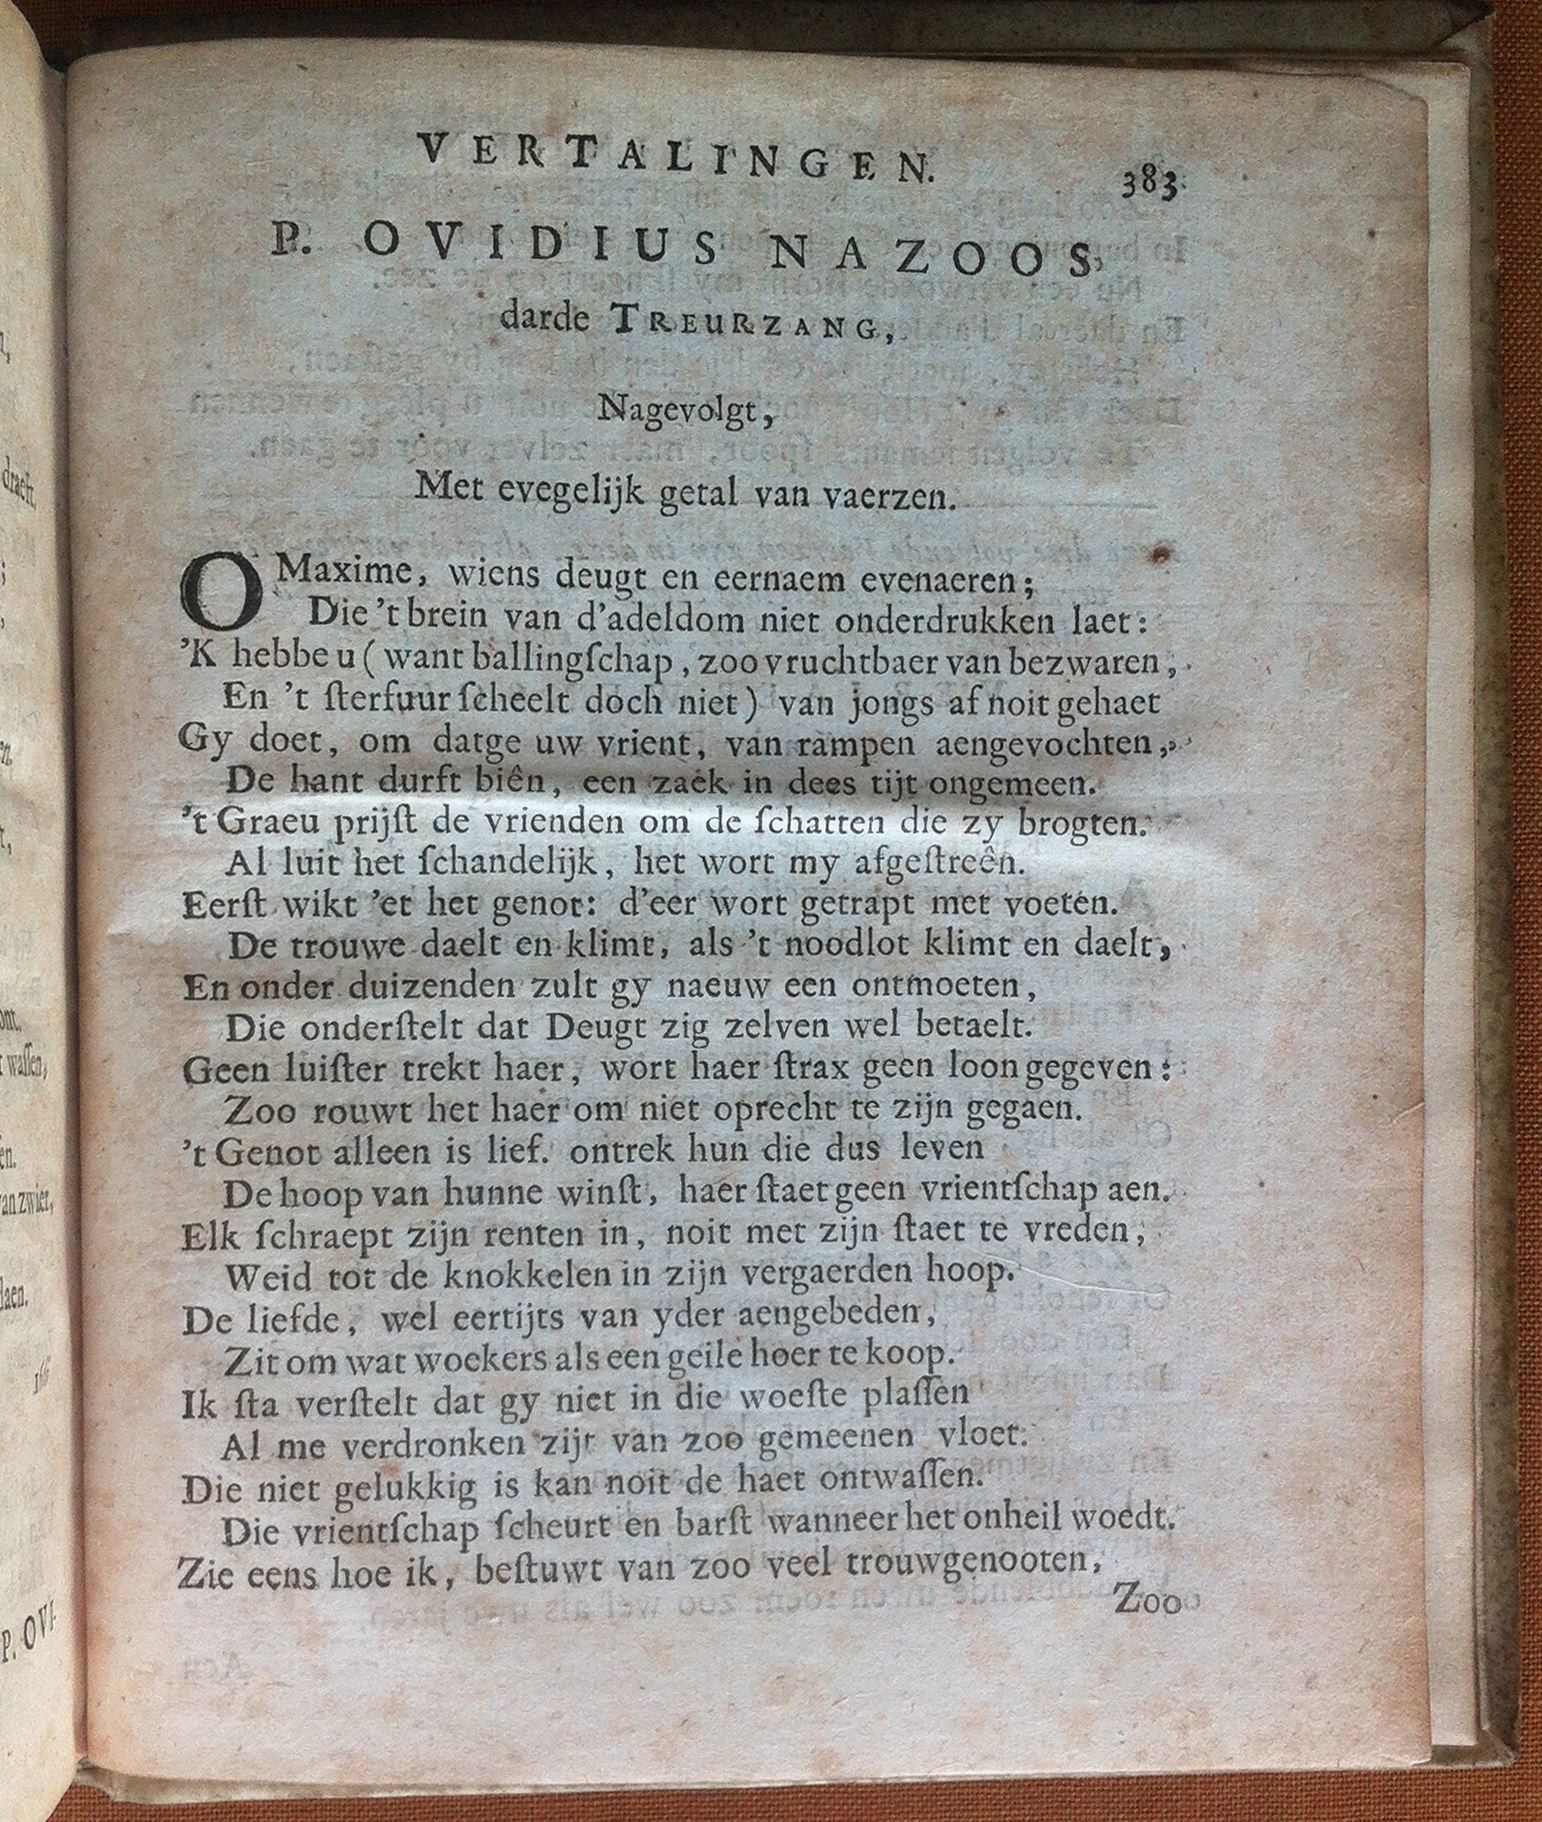 VERTALINGEN. 383
P. OVIDIUS NAZOOS,
darde TREURZANG,
Nagevolgt,
Met evegelijk getal van vaerzen.
O Maxime, wiens deugt en eernaem evenaeren;
Die 't brein van d'adeldom niet onderdrukken laet:
'K hebbe u (want ballingſchap, zoo vruchtbaer van bezwaren,
En 't ſterfuur ſcheelt doch niet) van jongs af noit gehaet
Gy doet, om datge uw vrient, van rampen aengevochten,
De hant durft biên, een zaek in dees tijt ongemeen.
't Graeu prijſt de vrienden om de ſchatten die zy brogten.
Al luit het ſchandelijk, het wort my afgeſtreên.
Eerſt wikt 'et het genot: d'eer wort getrapt met voeten.
De trouwe daelt en klimt, als 't noodlot klimt en daelt,
En onder duizenden zult gy naeuw een ontmoeten,
Die onderſtelt dat Deugt zig zelven wel betaelt.
Geen luiſter trekt haer, wort haer ſtrax geen loon gegeven:
Zoo rouwt het haer om niet oprecht te zijn gegaen.
't Genot alleen is lief. ontrek hun die dus leven
De hoop van hunne winſt, haer ſtaet geen vrientſchap aen.
Elk ſchraept zijn renten in, noit met zijn ſtaet te vreden,
Weid tot de knokkelen in zijn vergaerden hoop.
De liefde, wel eertijts van yder aengebeden,
Zit om wat woekers als een geile hoer te koop.
Ik ſta verſtelt dat gy niet in die woeſte plaſſen
Al me verdronken zijt van zoo gemeenen vloet.
Die niet gelukkig is kan noit de haet ontwaſſen.
Die vrientſchap ſcheurt en barſt wanneer het onheil woedt.
Zie eens hoe ik, beſtuwt van zoo veel trouwgenooten,
Zoo
dracht
waſſen,
van zwier,
daen.
P. OVI-